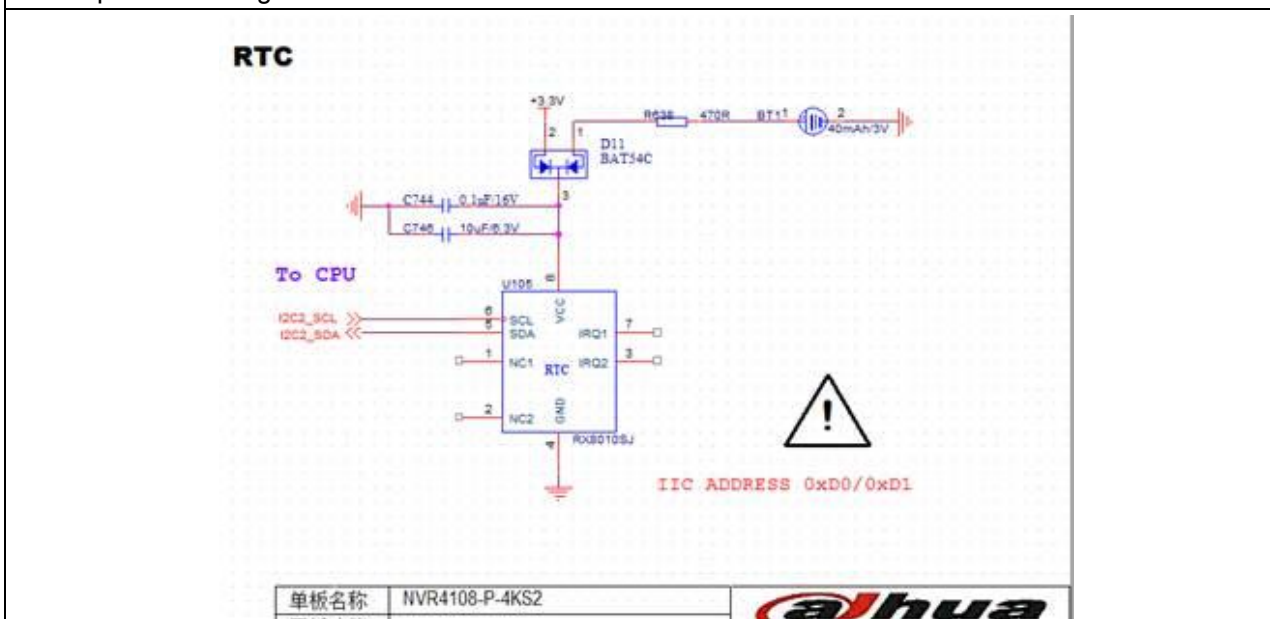 RTC
+3.3V
R638 470R BT1 1 2
40mAh/3V
2 1
D11
BAT54C
3
C744 0.1uF/16V
C746 10uF/6.3V
To CPU
U105
8
VCC
I2C2_SCL 6 SCL
I2C2_SDA 5 SDA
IRQ1 7
1 NC1 RTC IRQ2 3
2 NC2 GND
RX8010SJ
4
!
IIC ADDRESS 0xD0/0xD1
单板名称 NVR4108-P-4KS2
alhua